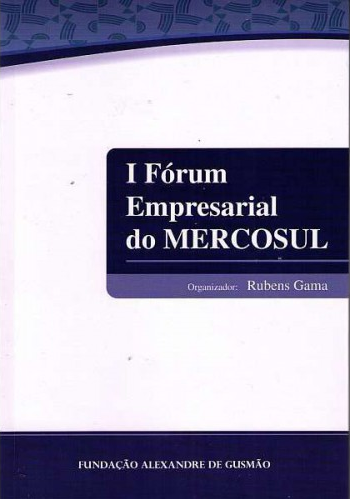 I Fórum
Empresarial
do MERCOSUL
Organizador: Rubens Gama
FUNDAÇÃO ALEXANDRE DE GUSMÃO